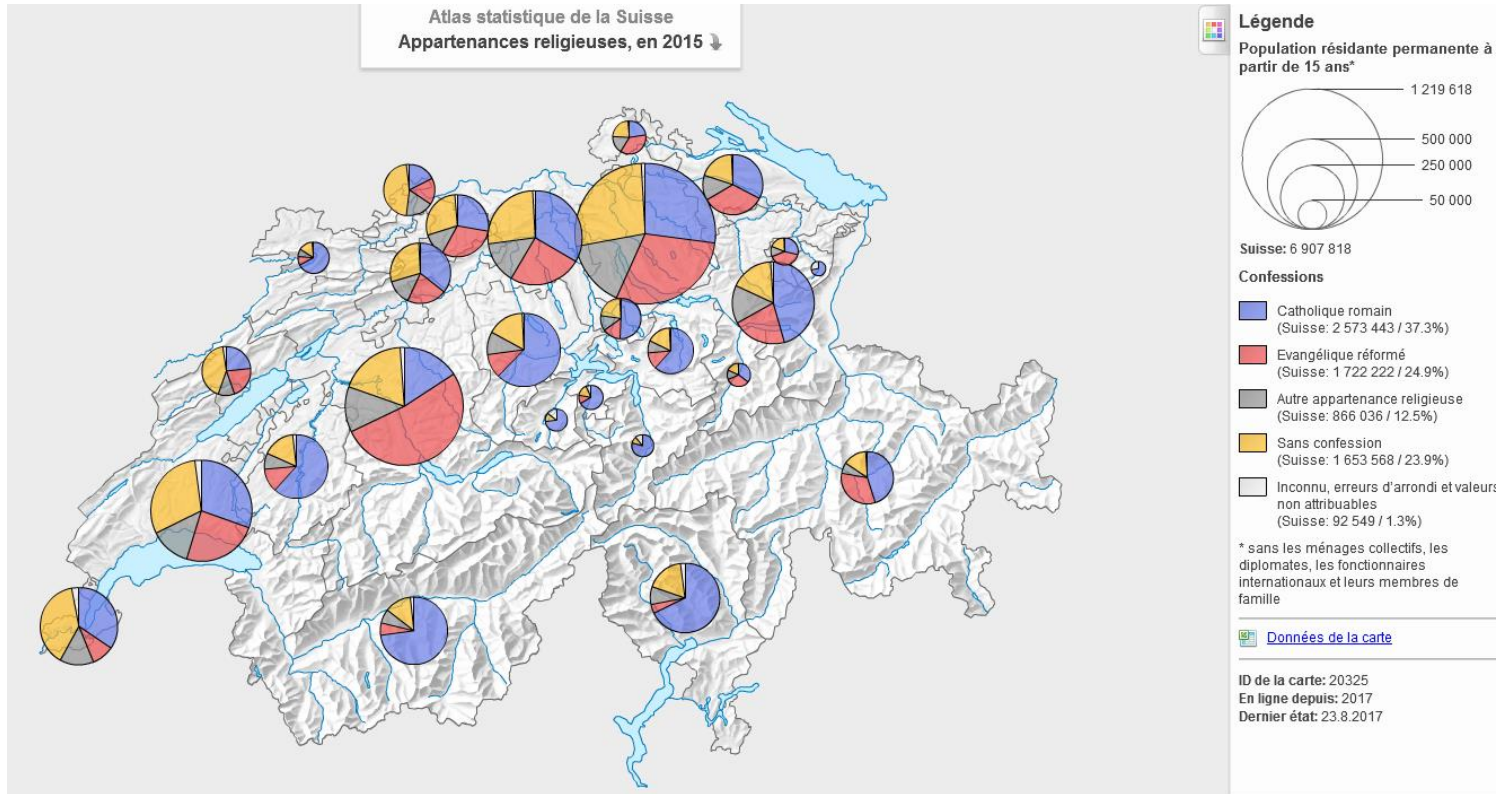 Atlas statistique de la Suisse
Appartenances religieuses, en 2015
Légende
Population résidante permanente à
partir de 15 ans*
1 219 618
500 000
250 000
50 000
Suisse: 6 907 818
Confessions
Catholique romain
(Suisse: 2 573 443 / 37.3%)
Evangélique réformé
(Suisse: 1 722 222 / 24.9%)
Autre appartenance religieuse
(Suisse: 866 036 / 12.5%)
Sans confession
(Suisse: 1 653 568 / 23.9%)
Inconnu, erreurs d'arrondi et valeurs
non attribuables
(Suisse: 92 549 / 1.3%)
* sans les ménages collectifs, les
diplomates, les fonctionnaires
internationaux et leurs membres de
famille
Données de la carte
ID de la carte: 20325
En ligne depuis: 2017
Dernier état: 23.8.2017